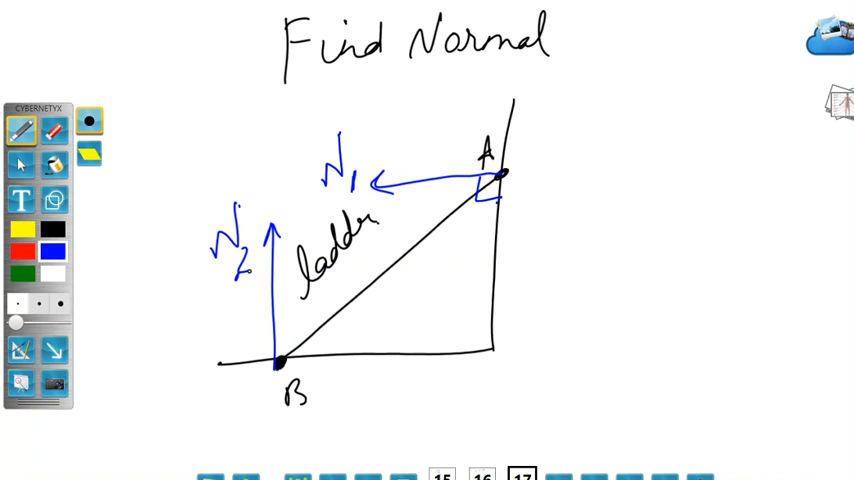 Find Normal
CYBERNETYX
A
N1
N2
ladder
T
B
15 16 17